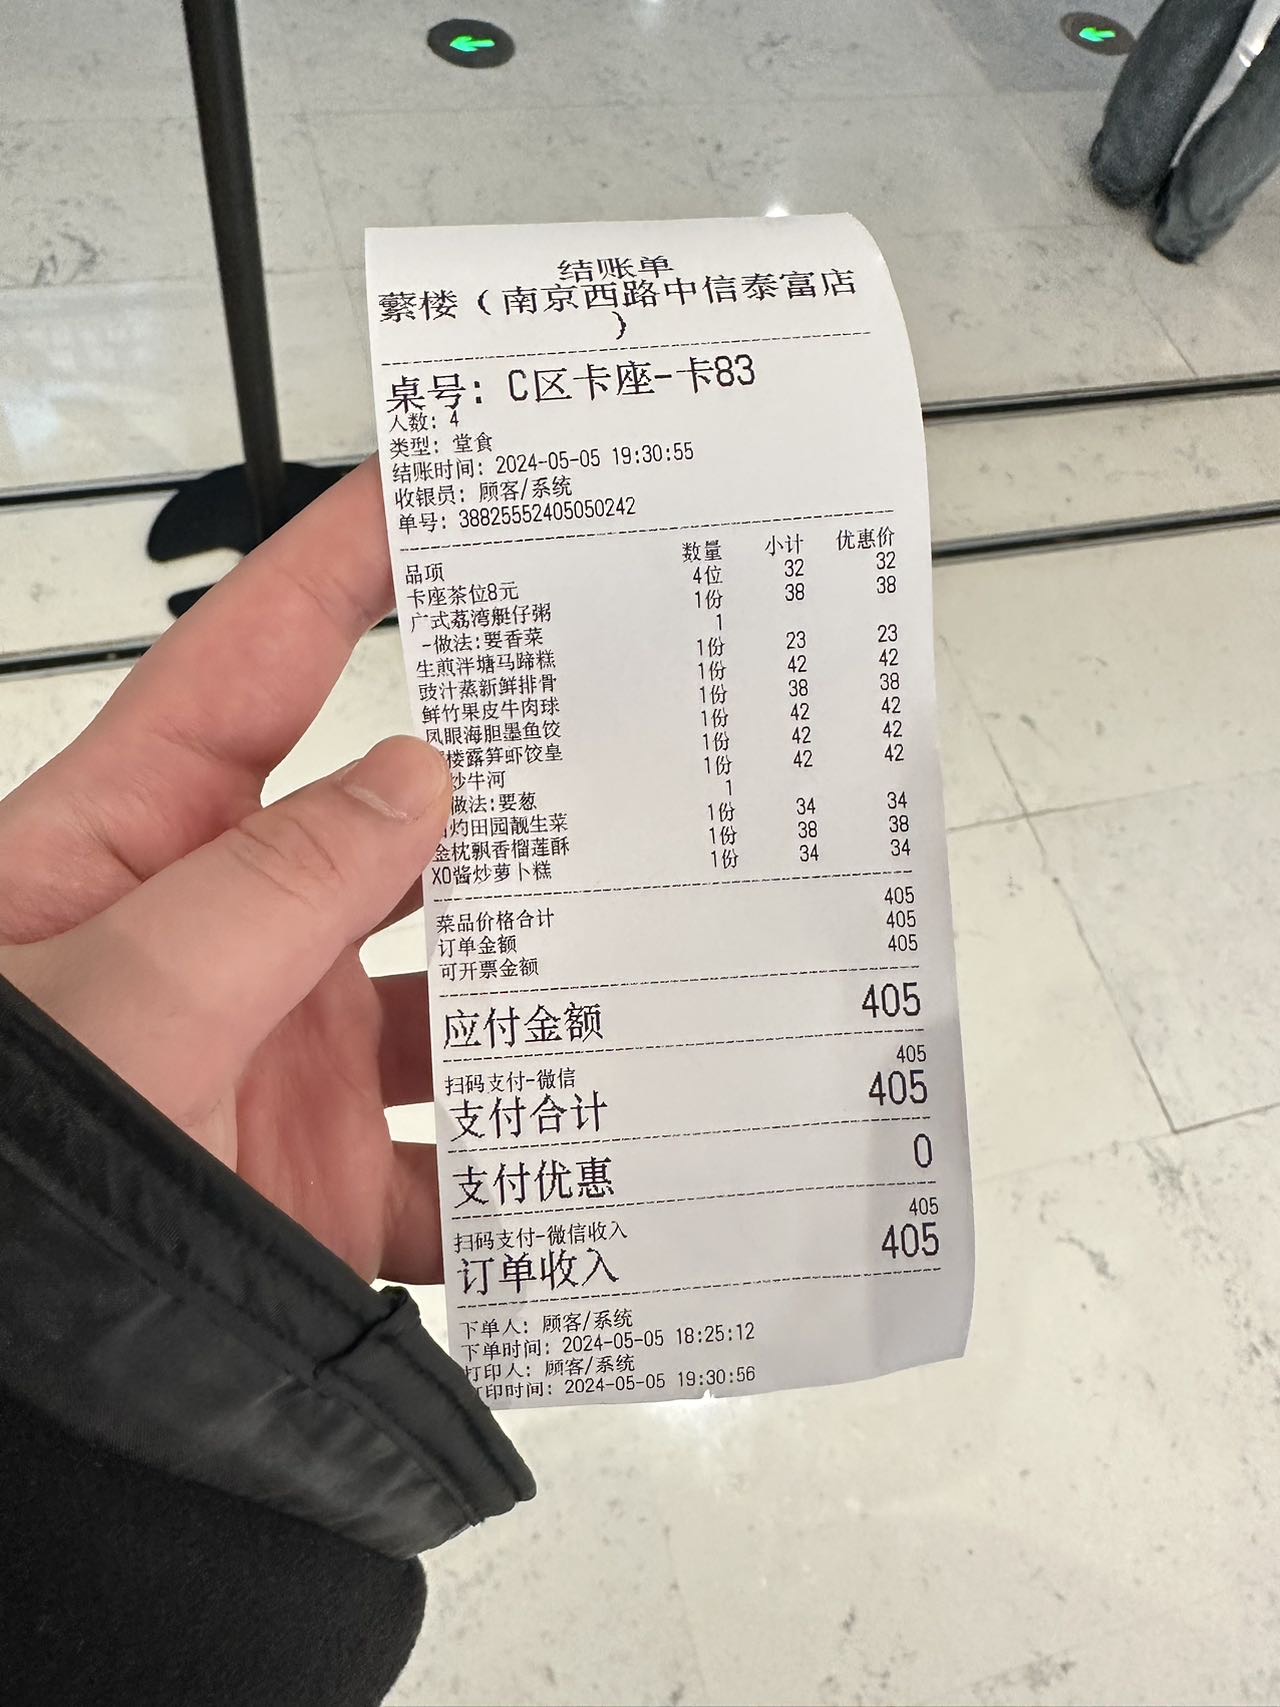 结账单
蘩楼（南京西路中信泰富店
）
桌号：C区卡座-卡83
人数：4
类型：堂食
结账时间：2024-05-05 19:30:55
收银员：顾客/系统
单号：38825552405050242
品项 数量 小计 优惠价
卡座茶位8元 4位 32 32
广式荔湾艇仔粥 1份 38 38
-做法:要香菜 1
生煎泮塘马蹄糕 1份 23 23
豉汁蒸新鲜排骨 1份 42 42
鲜竹果皮牛肉球 1份 38 38
凤眼海胆墨鱼饺 1份 42 42
楼露笋虾饺皇 1份 42 42
炒牛河 1份 42 42
做法:要葱 1
灼田园靓生菜 1份 34 34
金枕飘香榴莲酥 1份 38 38
XO酱炒萝卜糕 1份 34 34
菜品价格合计 405
订单金额 405
可开票金额 405
应付金额 405
扫码支付-微信 405
支付合计 405
支付优惠 0
扫码支付-微信收入 405
订单收入 405
下单人：顾客/系统
下单时间：2024-05-05 18:25:12
打印人：顾客/系统
印时间：2024-05-05 19:30:56